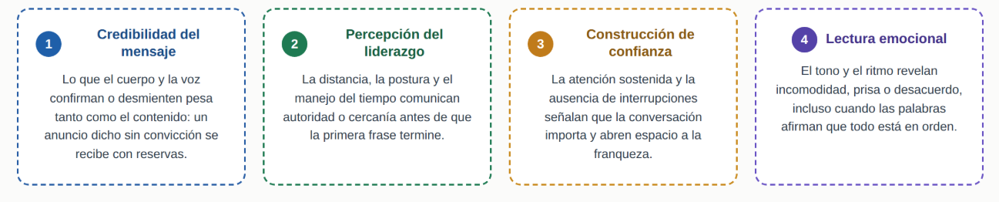 1
Credibilidad del
mensaje
Lo que el cuerpo y la voz
confirman o desmienten pesa
tanto como el contenido: un
anuncio dicho sin convicción se
recibe con reservas.
2
Percepción del
liderazgo
La distancia, la postura y el
manejo del tiempo comunican
autoridad o cercanía antes de que
la primera frase termine.
3
Construcción de
confianza
La atención sostenida y la
ausencia de interrupciones
señalan que la conversación
importa y abren espacio a la
franqueza.
4
Lectura emocional
El tono y el ritmo revelan
incomodidad, prisa o desacuerdo,
incluso cuando las palabras
afirman que todo está en orden.